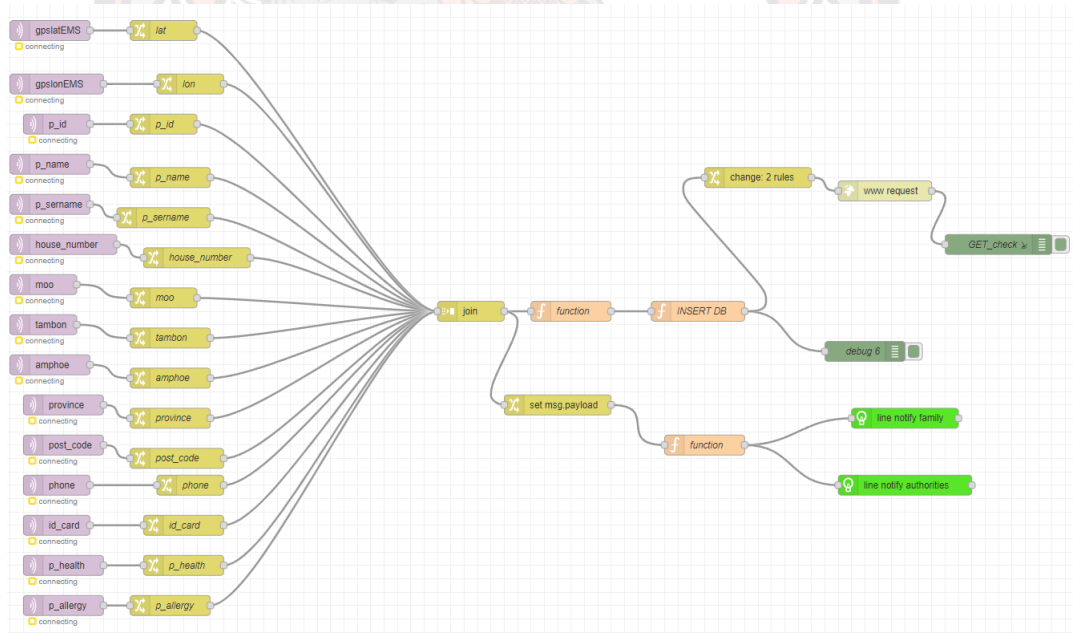 gpslatEMS
lat
connecting
gpslonEMS
lon
connecting
p_id
p_id
connecting
p_name
p_name
connecting
p_sername
p_sername
connecting
house_number
house_number
connecting
moo
moo
connecting
tambon
tambon
connecting
amphoe
amphoe
connecting
province
province
connecting
post_code
post_code
connecting
phone
phone
connecting
id_card
id_card
connecting
p_health
p_health
connecting
p_allergy
p_allergy
connecting
join
function
INSERT DB
change: 2 rules
www request
GET_check
debug 6
set msg.payload
function
line notify family
line notify authorities